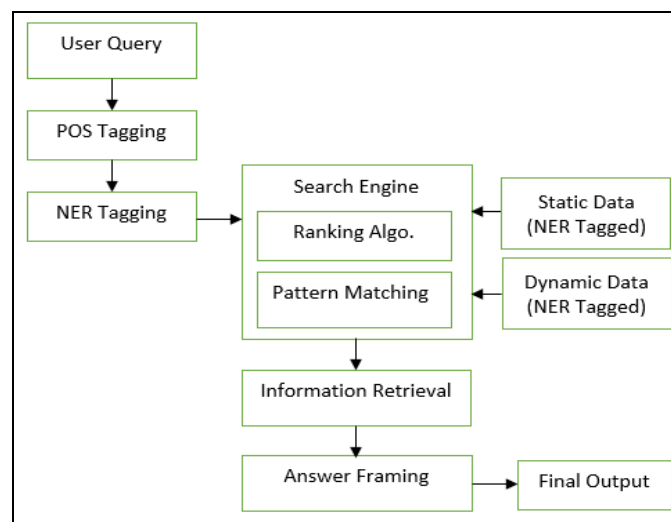 User Query
POS Tagging
NER Tagging
Search Engine
Ranking Algo.
Pattern Matching
Static Data
(NER Tagged)
Dynamic Data
(NER Tagged)
Information Retrieval
Answer Framing
Final Output